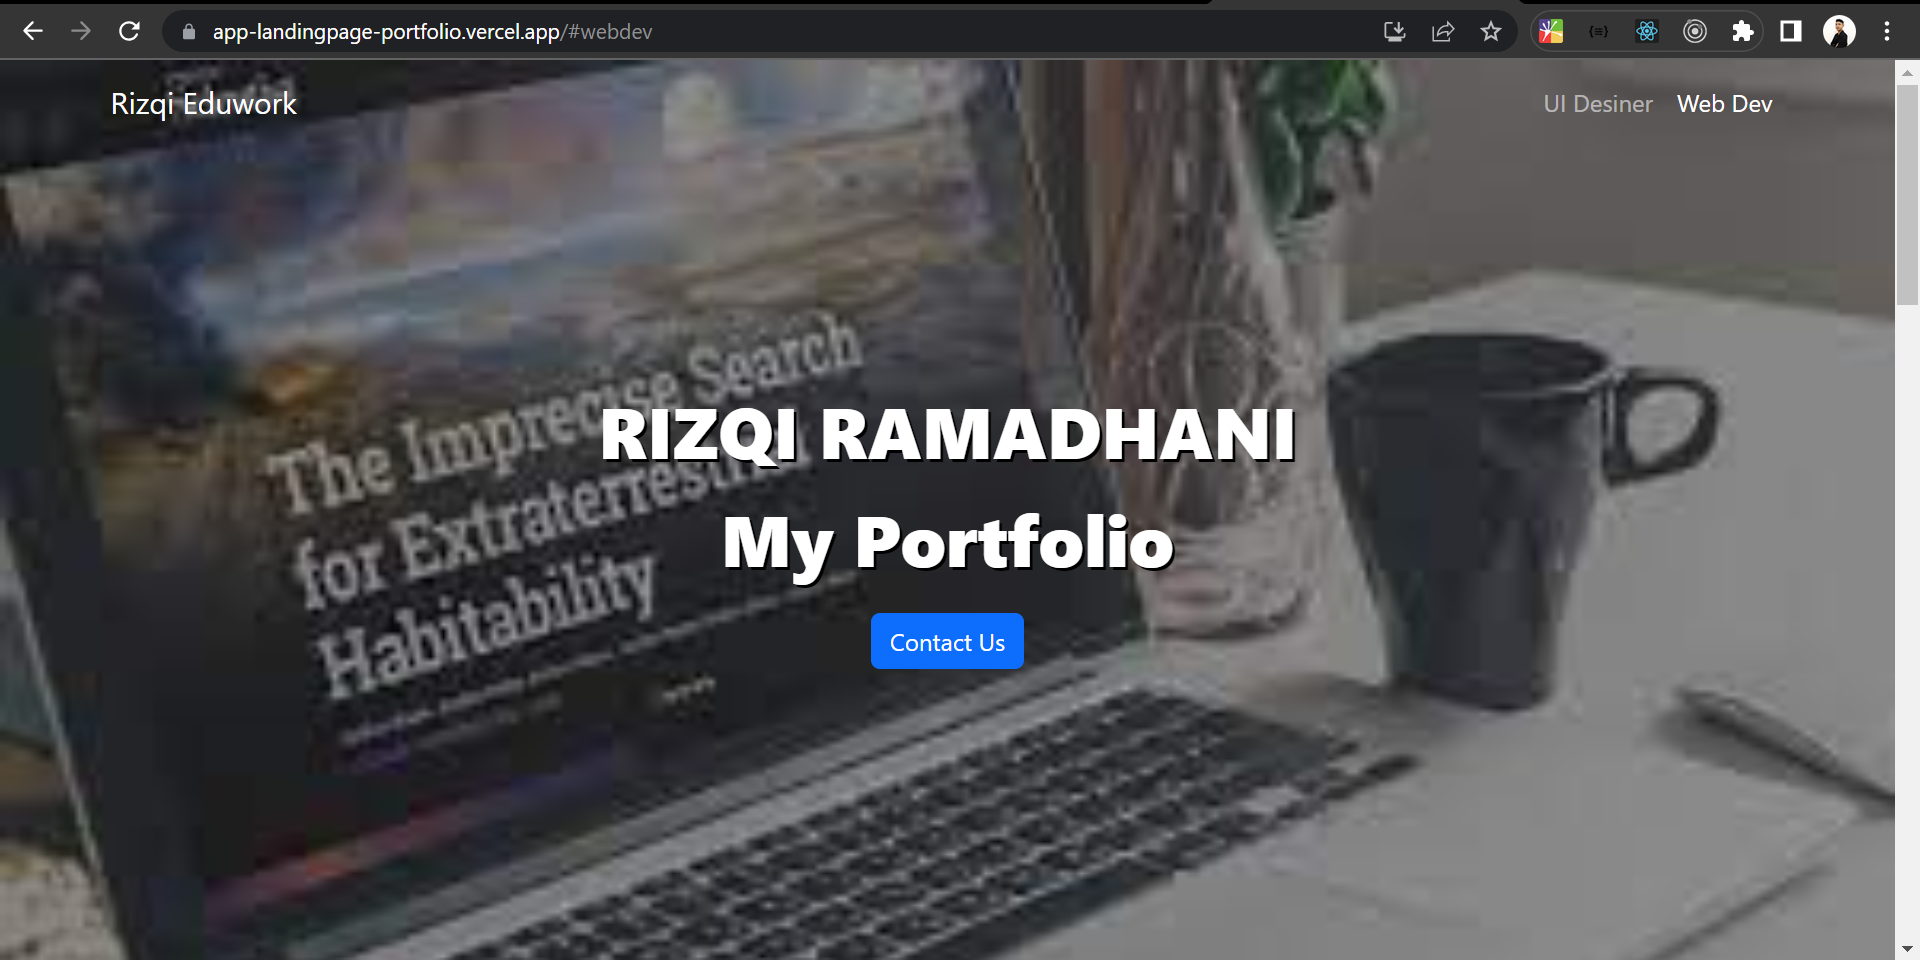 app-landingpage-portfolio.vercel.app/#webdev
Rizqi Eduwork
UI Desiner Web Dev
The Imprecise Search
for Extraterrestrial
Habitability
RIZQI RAMADHANI
My Portfolio
Contact Us